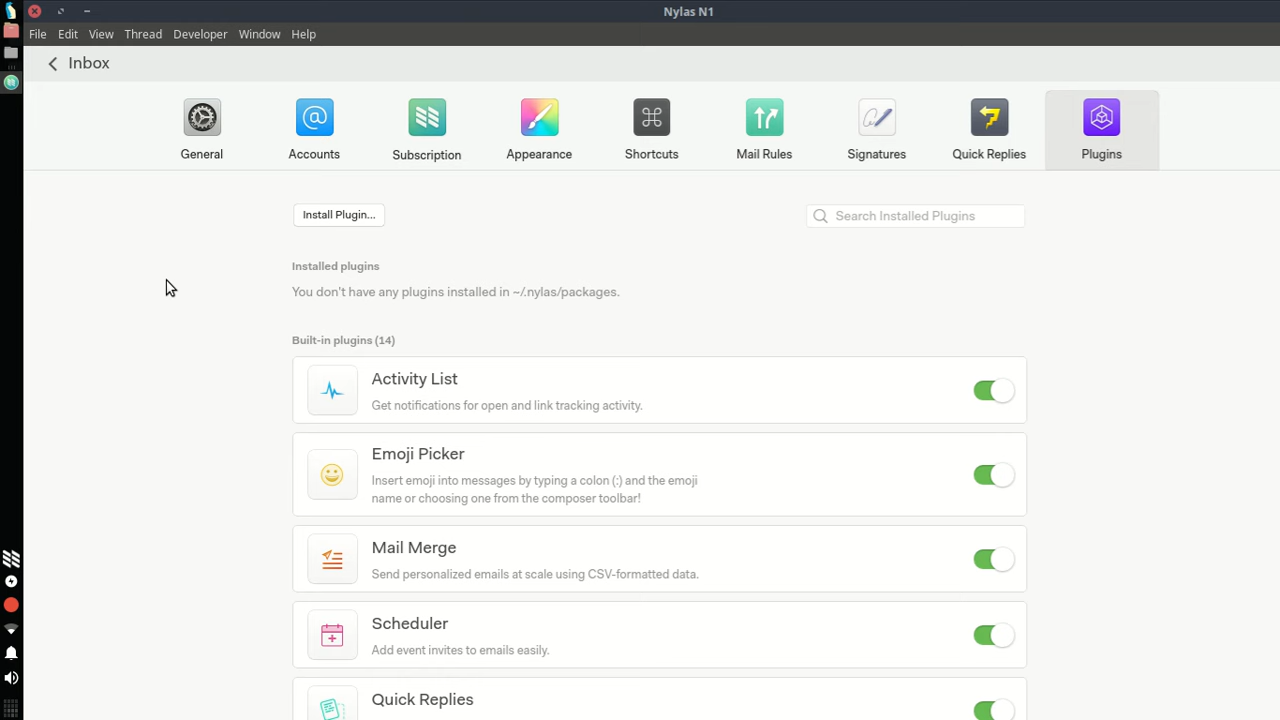 Nylas N1
File Edit View Thread Developer Window Help
Inbox
General Accounts Subscription Appearance Shortcuts Mail Rules Signatures Quick Replies Plugins
Install Plugin... Search Installed Plugins
Installed plugins
You don't have any plugins installed in ~/.nylas/packages.
Built-in plugins (14)
Activity List
Get notifications for open and link tracking activity.
Emoji Picker
Insert emoji into messages by typing a colon (:) and the emoji
name or choosing one from the composer toolbar!
Mail Merge
Send personalized emails at scale using CSV-formatted data.
Scheduler
Add event invites to emails easily.
Quick Replies